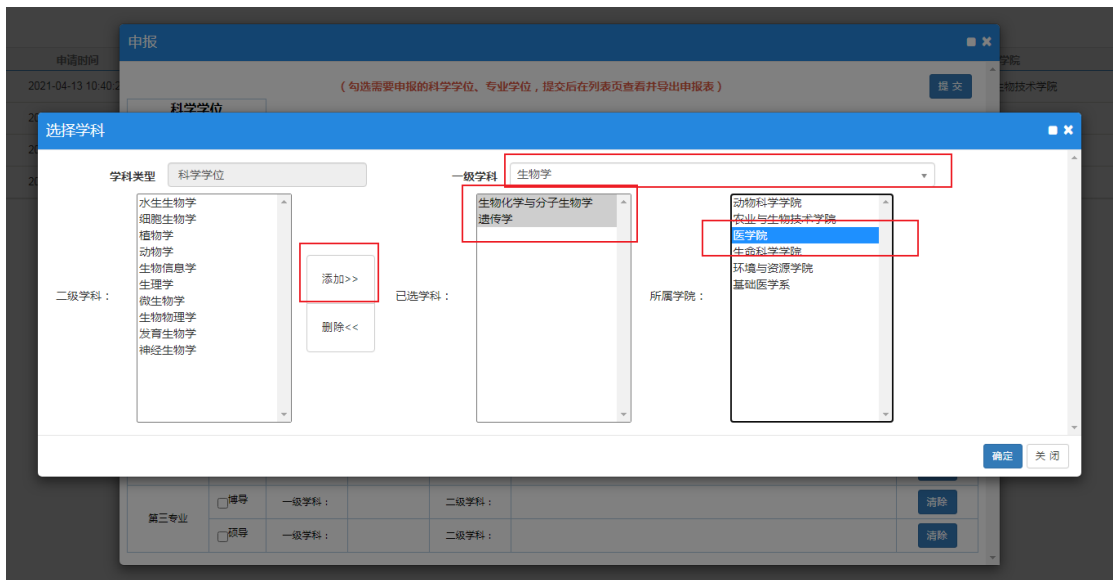 申报
申请时间
学院
2021-04-13 10:40:2
(勾选需要申报的科学学位、专业学位，提交后在列表页查看并导出申报表)
提 交
生物技术学院
科学学位
选择学科
学科类型 科学学位
一级学科 生物学
二级学科：
水生生物学
细胞生物学
植物学
动物学
生物信息学
生理学
微生物学
生物物理学
发育生物学
神经生物学
添加>>
删除<<
已选学科：
生物化学与分子生物学
遗传学
所属学院：
动物科学学院
农业与生物技术学院
医学院
生命科学学院
环境与资源学院
基础医学系
确定 关 闭
第三专业
博导 一级学科： 二级学科： 清除
硕导 一级学科： 二级学科： 清除